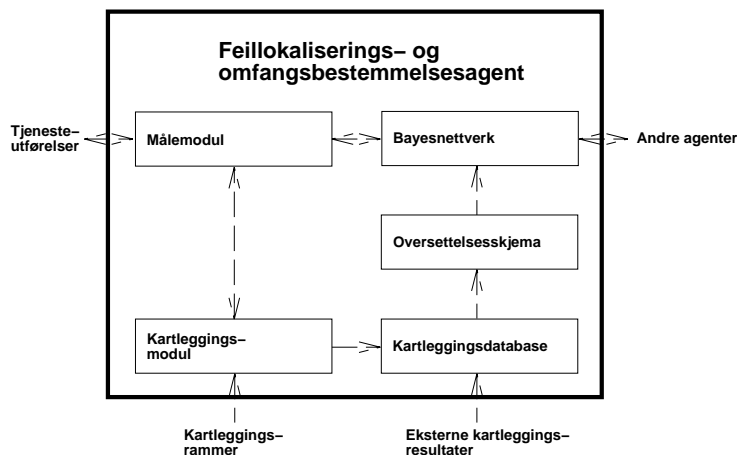 Feillokaliserings– og
omfangsbestemmelsesagent
Tjeneste–
utførelser
Målemodul
Bayesnettverk
Andre agenter
Oversettelsesskjema
Kartleggings–
modul
Kartleggingsdatabase
Kartleggings–
rammer
Eksterne kartleggings–
resultater